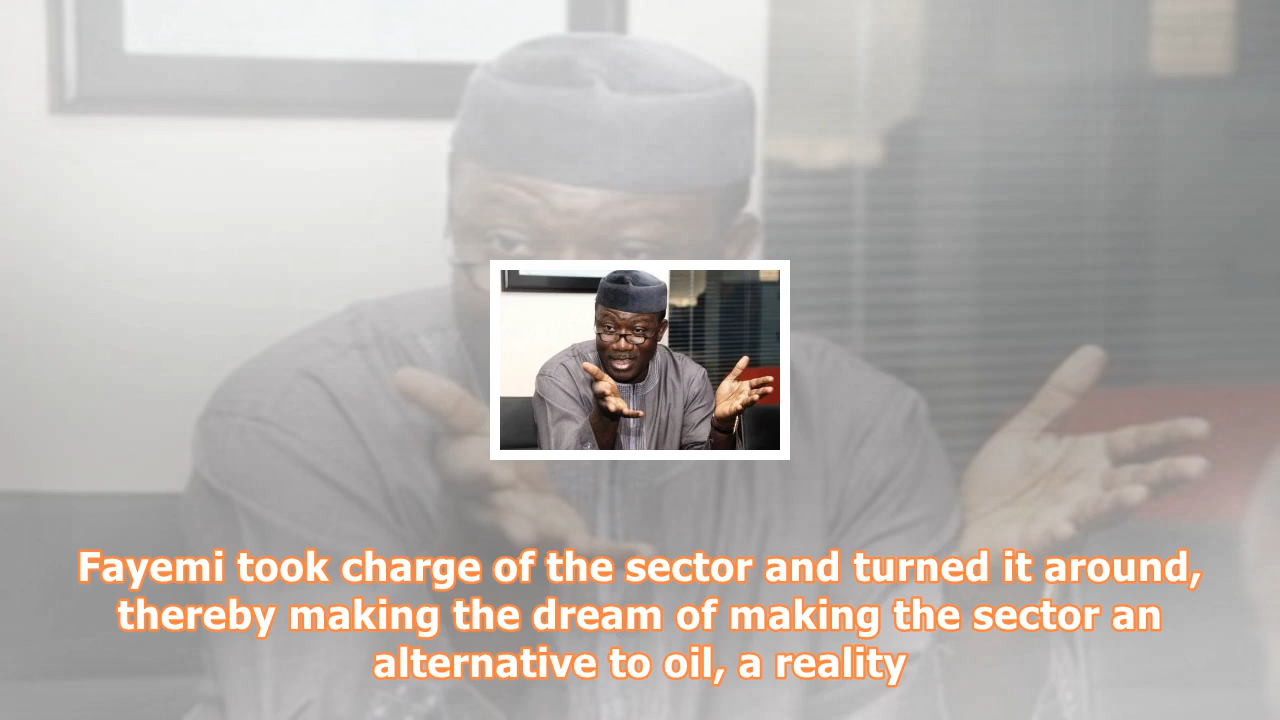 Fayemi took charge of the sector and turned it around,
thereby making the dream of making the sector an
alternative to oil, a reality